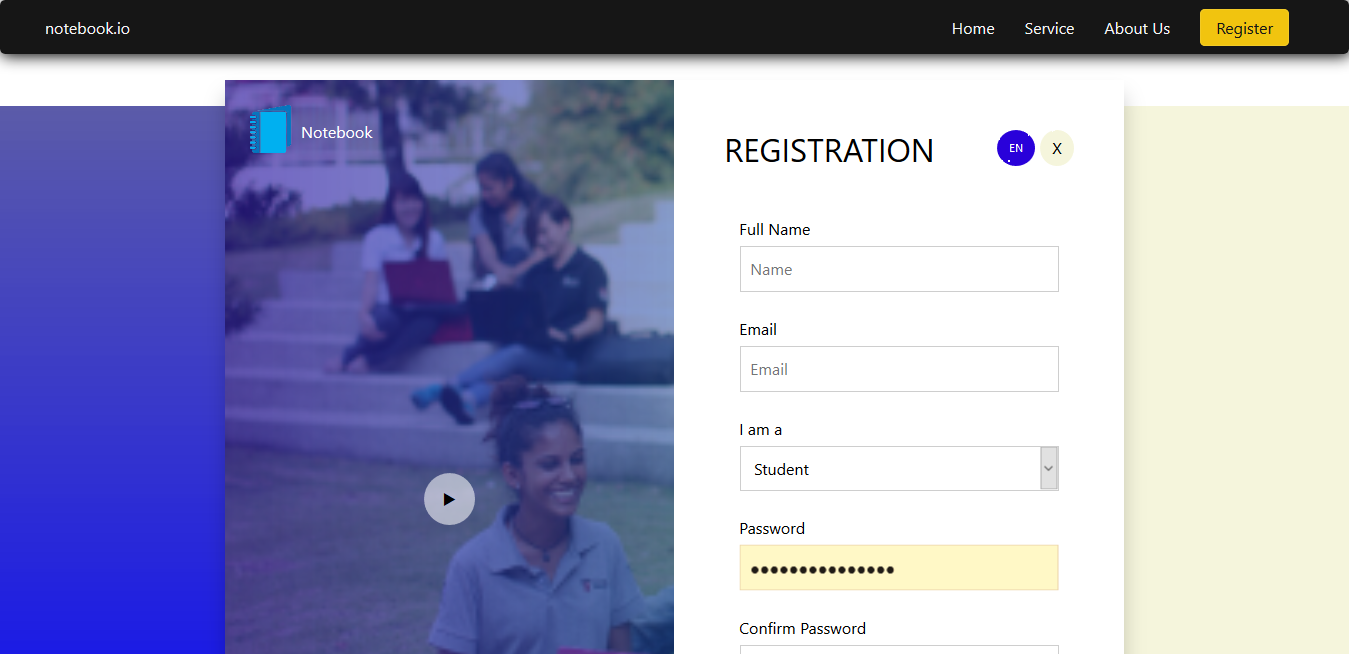 notebook.io
Home Service About Us Register
Notebook
REGISTRATION
EN X
Full Name
Name
Email
Email
I am a
Student
Password
•••••••••••••••
Confirm Password